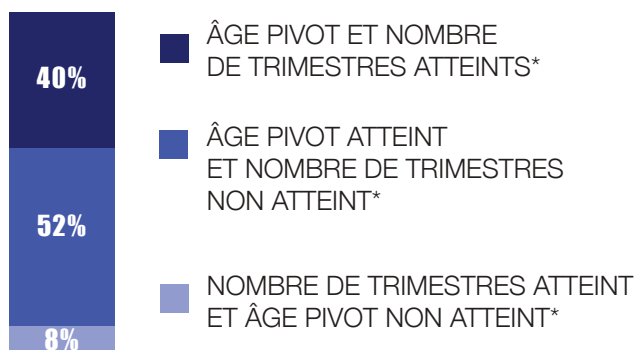 40%
ÂGE PIVOT ET NOMBRE
DE TRIMESTRES ATTEINTS*
52%
ÂGE PIVOT ATTEINT
ET NOMBRE DE TRIMESTRES
NON ATTEINT*
8%
NOMBRE DE TRIMESTRES ATTEINT
ET ÂGE PIVOT NON ATTEINT*